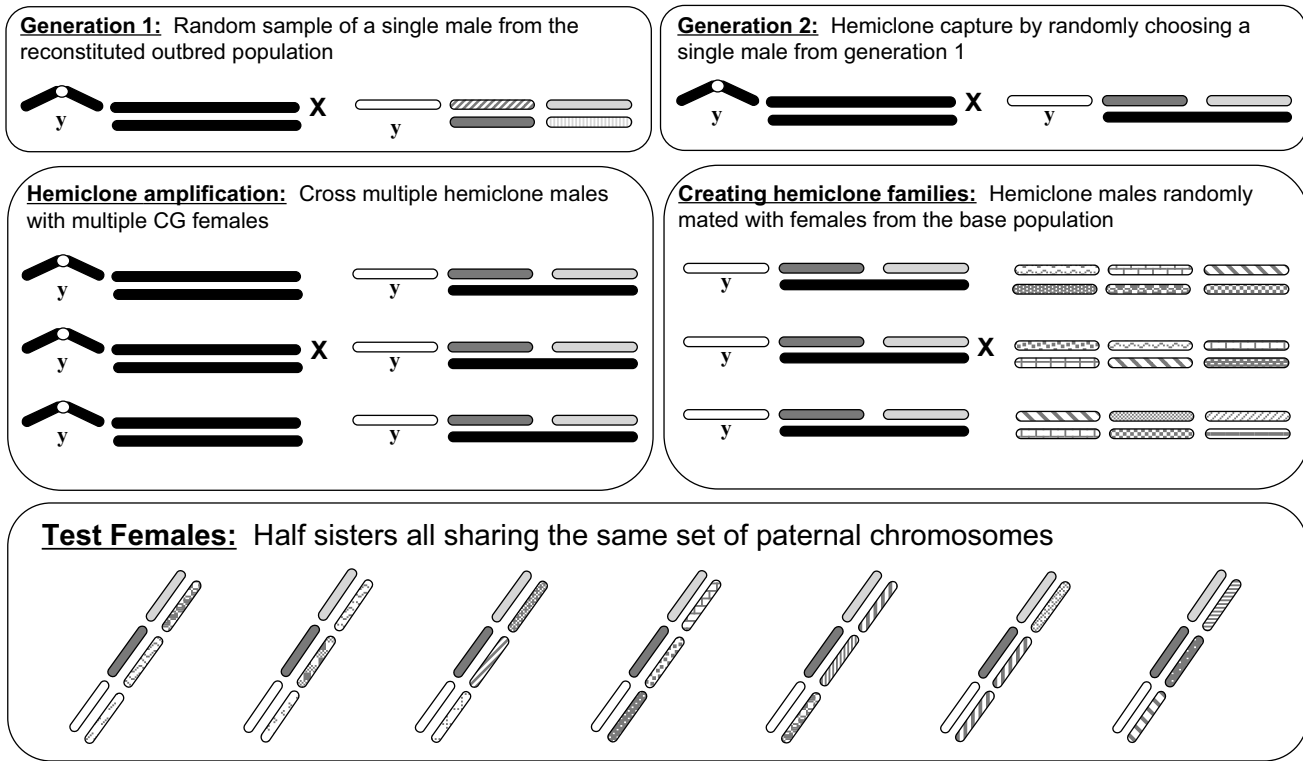 Generation 1: Random sample of a single male from the
reconstituted outbred population
X
y
y
Generation 2: Hemiclone capture by randomly choosing a
single male from generation 1
X
y
y
Hemiclone amplification: Cross multiple hemiclone males
with multiple CG females
y
y
X
y
y
y
y
Creating hemiclone families: Hemiclone males randomly
mated with females from the base population
y
X
y
y
Test Females: Half sisters all sharing the same set of paternal chromosomes